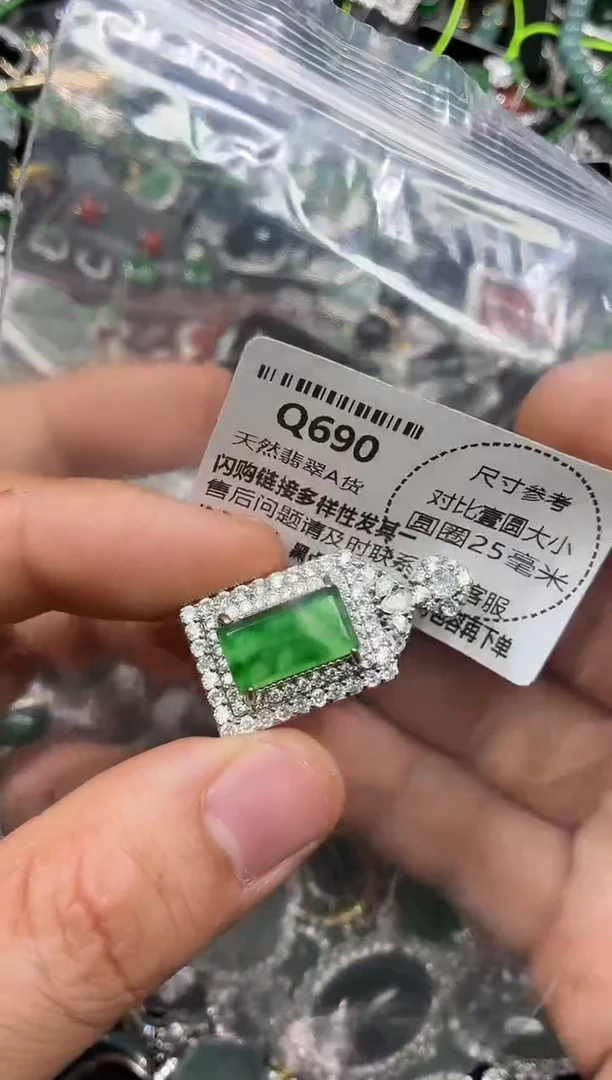 Q690
天然翡翠A货
闪购链接多样性发其一
售后问题请及时联系
客服
再下单
尺寸参考
对比壹圆大小
圆圈25毫米